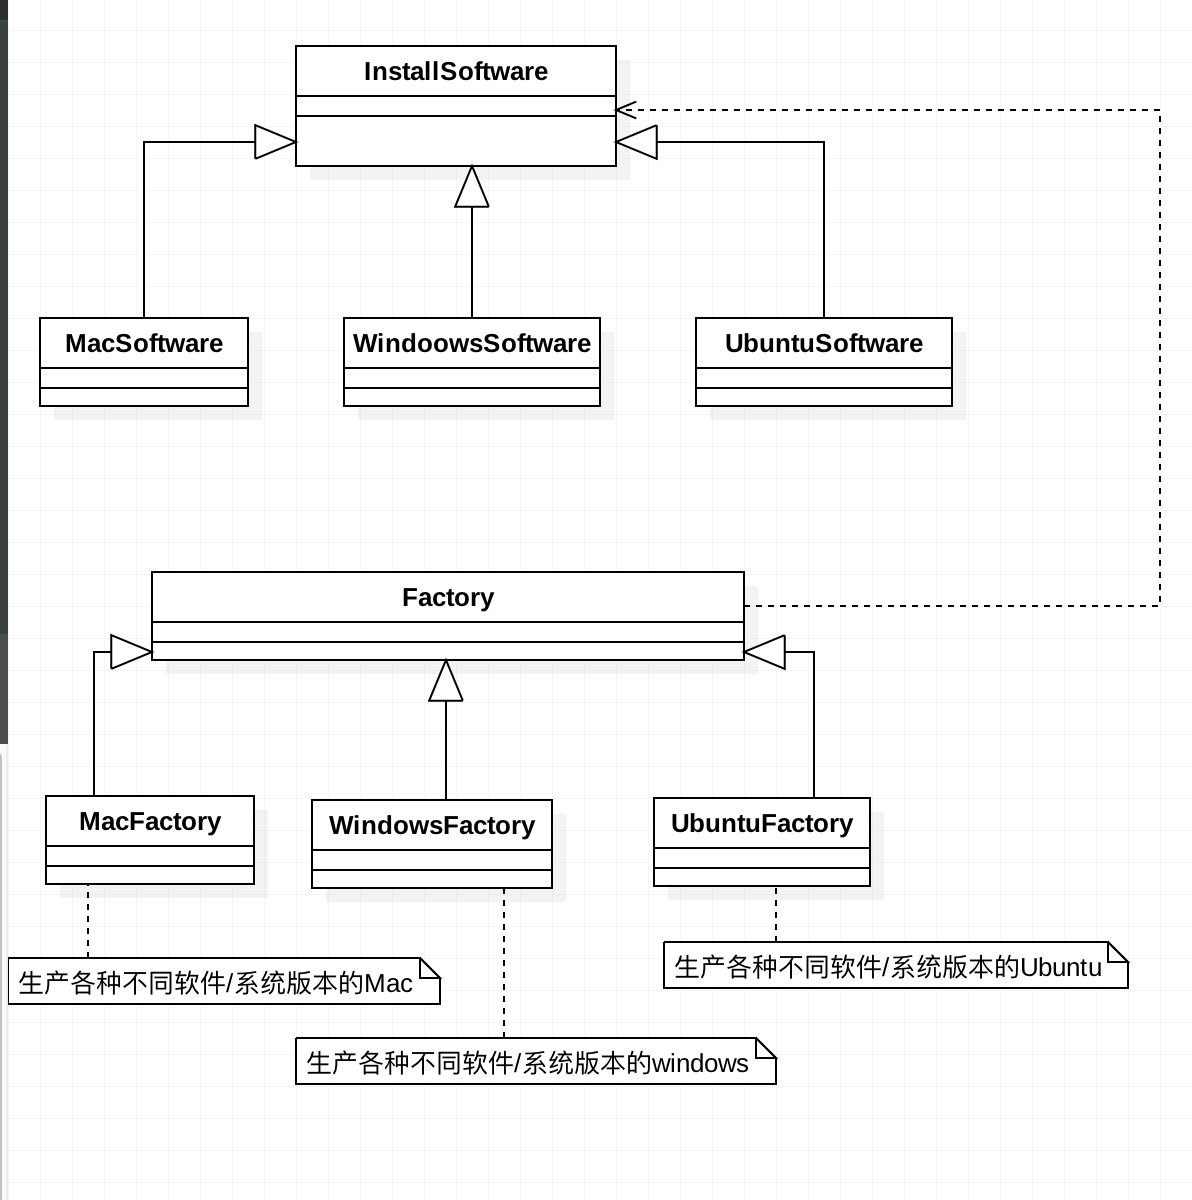 InstallSoftware
MacSoftware
WindoowsSoftware
UbuntuSoftware
Factory
MacFactory
WindowsFactory
UbuntuFactory
生产各种不同软件/系统版本的Mac
生产各种不同软件/系统版本的Ubuntu
生产各种不同软件/系统版本的windows